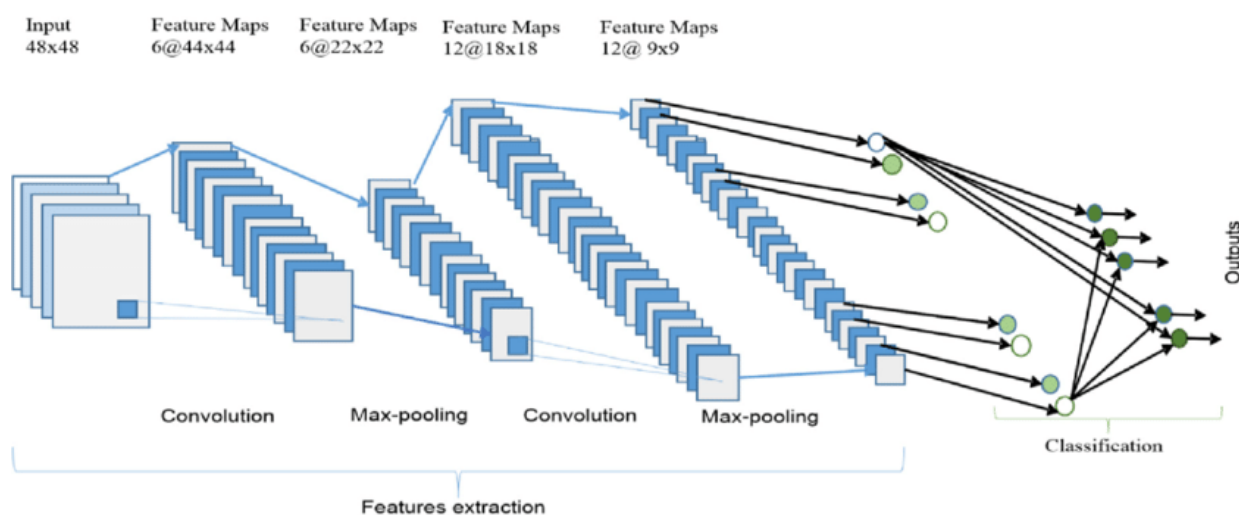 Input
48x48
Feature Maps
6@44x44
Feature Maps
6@22x22
Feature Maps
12@18x18
Feature Maps
12@ 9x9
Outputs
Convolution
Max-pooling
Convolution
Max-pooling
Classification
Features extraction